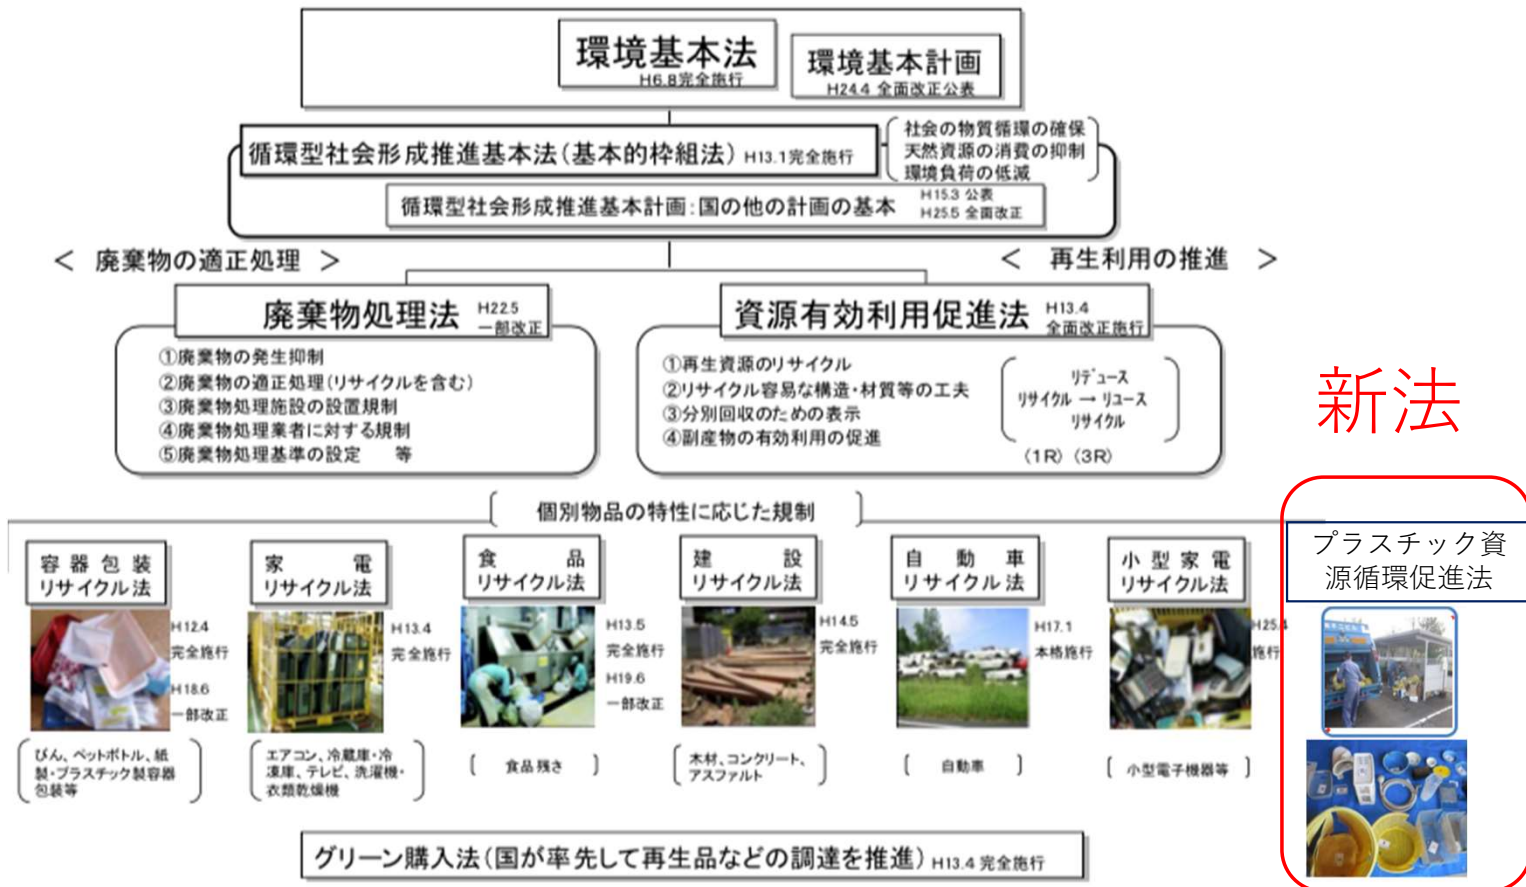 環境基本法
H6.8完全施行
環境基本計画
H24.4 全面改正公表
循環型社会形成推進基本法(基本的枠組法) H13.1完全施行
社会の物質循環の確保
天然資源の消費の抑制
環境負荷の低減
循環型社会形成推進基本計画:国の他の計画の基本
H15.3 公表
H25.5 全面改正
< 廃棄物の適正処理 >
< 再生利用の推進 >
廃棄物処理法
H22.5
一部改正
①廃棄物の発生抑制
②廃棄物の適正処理(リサイクルを含む)
③廃棄物処理施設の設置規制
④廃棄物処理業者に対する規制
⑤廃棄物処理基準の設定 等
資源有効利用促進法
H13.4
全面改正施行
①再生資源のリサイクル
②リサイクル容易な構造・材質等の工夫
③分別回収のための表示
④副産物の有効利用の促進
リデュース
リサイクル → リユース
リサイクル
(1R) (3R)
新法
個別物品の特性に応じた規制
容器包装
リサイクル法
H12.4
完全施行
H18.6
一部改正
びん、ペットボトル、紙
製・プラスチック製容器
包装等
家電
リサイクル法
H13.4
完全施行
エアコン、冷蔵庫・冷
凍庫、テレビ、洗濯機・
衣類乾燥機
食品
リサイクル法
H13.5
完全施行
H19.6
一部改正
食品残さ
建設
リサイクル法
H14.5
完全施行
木材、コンクリート、
アスファルト
自動車
リサイクル法
H17.1
本格施行
自動車
小型家電
リサイクル法
H25.4
施行
小型電子機器等
プラスチック資
源循環促進法
グリーン購入法(国が率先して再生品などの調達を推進) H13.4 完全施行